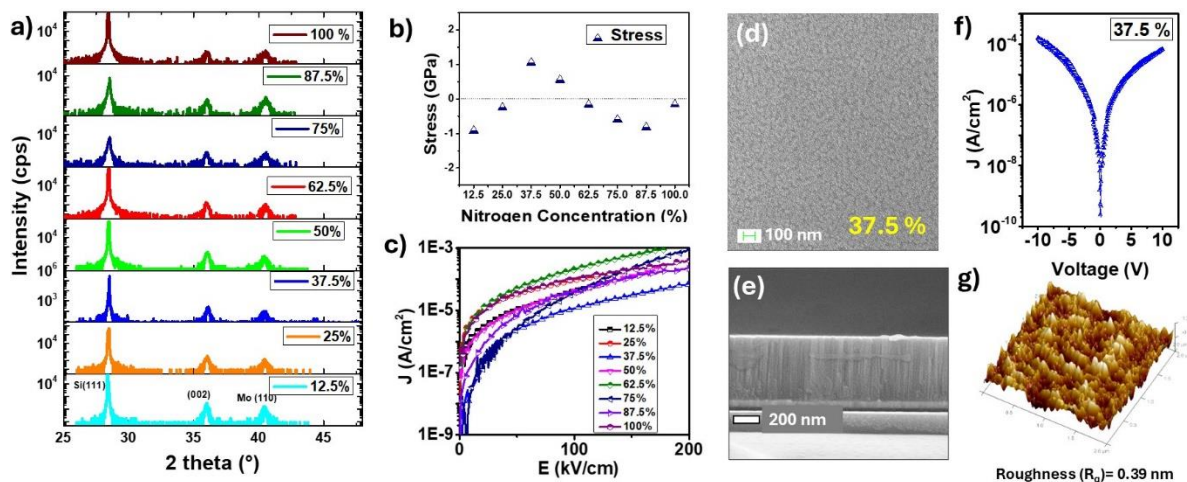 a)
Intensity (cps)
10⁴
100 %
10⁴
87.5%
10⁴
75%
10⁴
62.5%
10⁴
50%
10⁶
10³
37.5%
10⁴
25%
10⁴
12.5%
Si(111)
(002)
Mo (110)
25 30 35 40 45
2 theta (°)
b)
Stress (GPa)
2
1
0
-1
-2
Stress
12.5 25.0 37.5 50.0 62.5 75.0 87.5 100.0
Nitrogen Concentration (%)
c)
J (A/cm²)
1E-3
1E-5
1E-7
1E-9
12.5%
25%
37.5%
50%
62.5%
75%
87.5%
100%
0 100 200
E (kV/cm)
(d)
100 nm
37.5 %
(e)
200 nm
f)
37.5 %
J (A/cm²)
10⁻⁴
10⁻⁶
10⁻⁸
10⁻¹⁰
-10 -5 0 5 10
Voltage (V)
g)
Roughness (Rq)= 0.39 nm